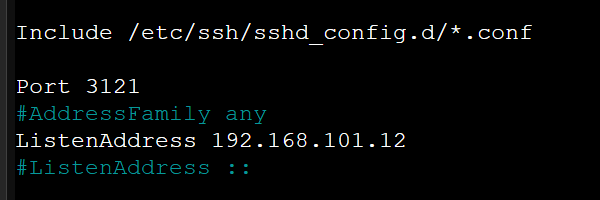 Include /etc/ssh/sshd_config.d/*.conf
Port 3121
#AddressFamily any
ListenAddress 192.168.101.12
#ListenAddress ::